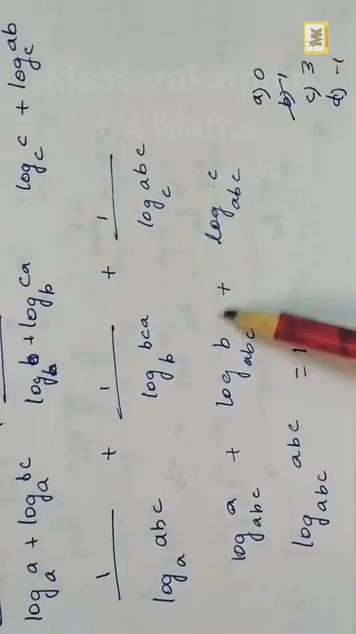 log_a^a + log_a^bc   log_b^b + log_b^ca   log_c^c + log_c^ab
1 + 1 + 1
log_a^abc   log_b^bca   log_c^abc
log_abc^a + log_abc^b + log_abc^c
log_abc^abc = 1
a) 0
b) 1
c) 3
d) -1
MK